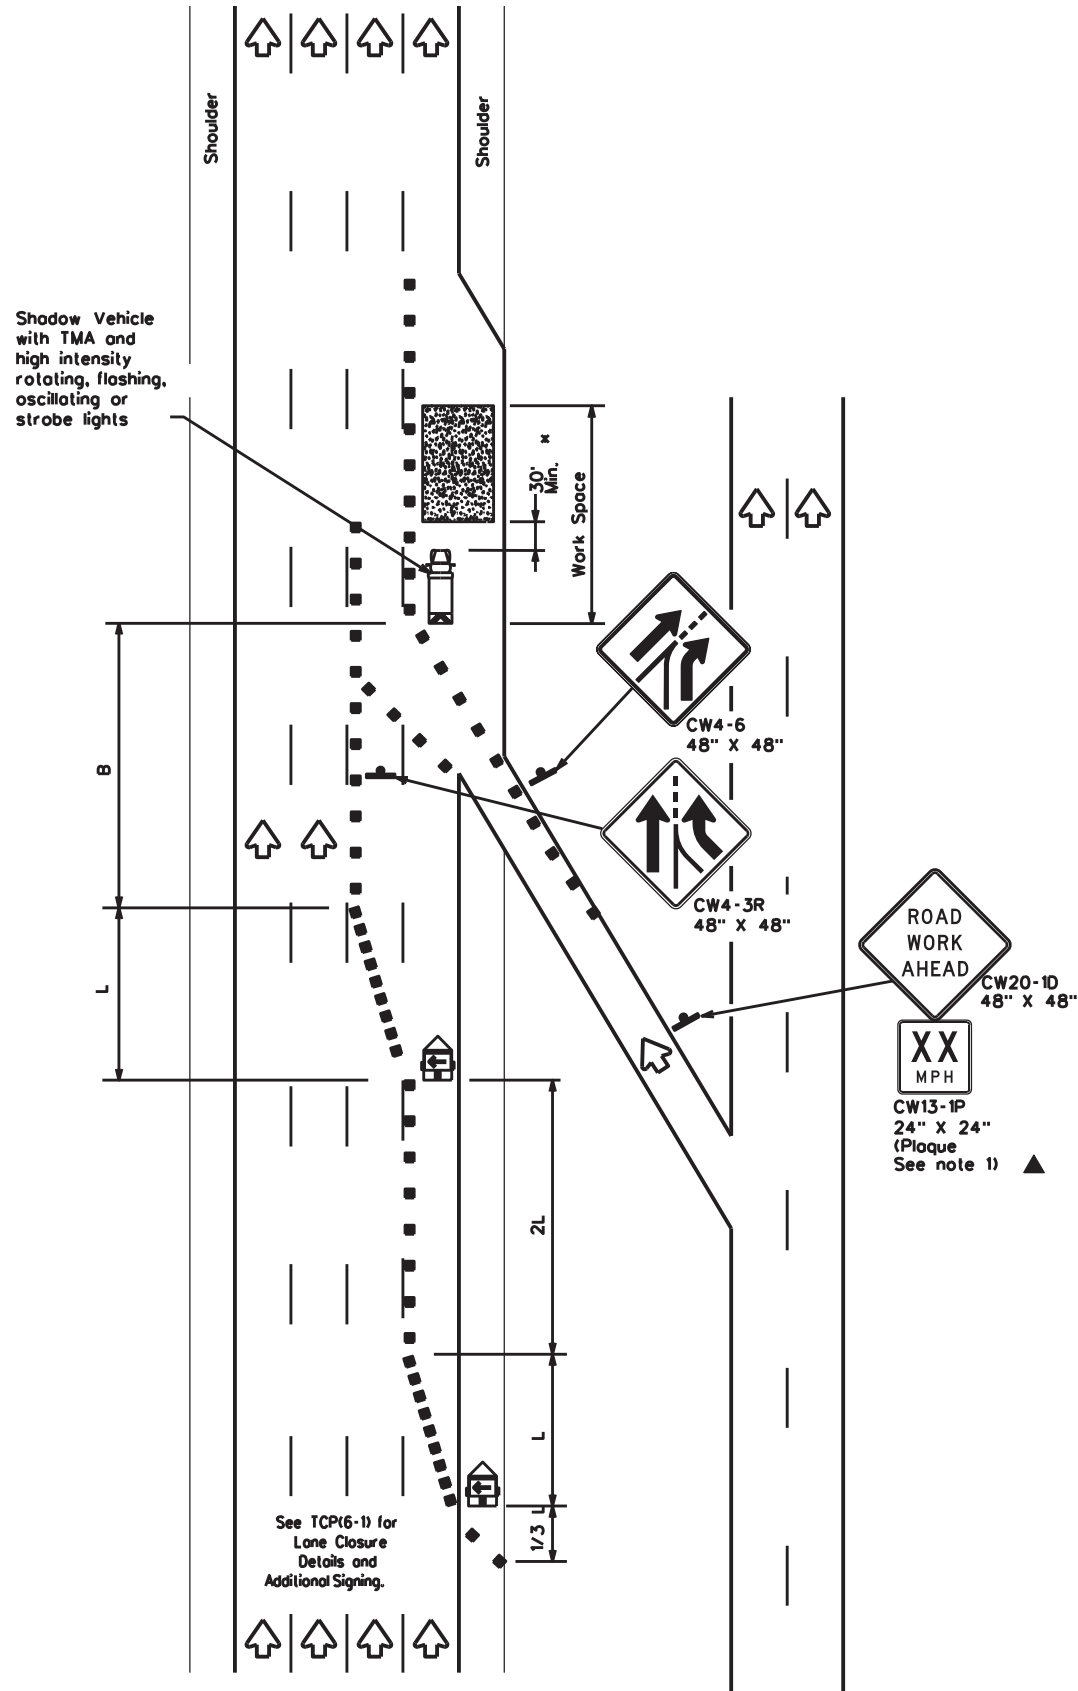 Shoulder
Shoulder
Shadow Vehicle
with TMA and
high intensity
rotating, flashing,
oscillating or
strobe lights
30'
Min.
x
Work Space
CW4-6
48" X 48"
B
CW4-3R
48" X 48"
ROAD
WORK
AHEAD
CW20-1D
48" X 48"
L
XX
MPH
CW13-1P
24" X 24"
(Plaque
See note 1)
2L
L
1/3 L
See TCP(6-1) for
Lane Closure
Details and
Additional Signing.